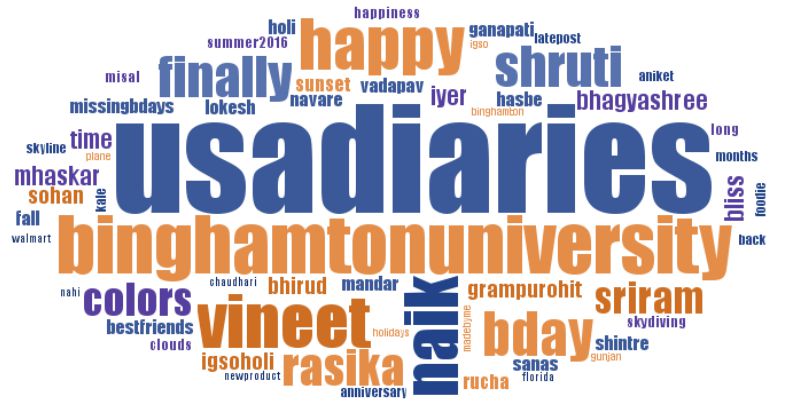 happiness
holi
happy
ganapati
latepost
summer2016
igso
shruti
misal
finally
sunset
vadapav
iyer
aniket
missingbdays
lokesh
navare
hasbe
bhagyashree
binghamton
skyline
time
plane
usadiaries
long
months
mhaskar
sohan
kale
bliss
foodie
fall
walmart
binghamtonuniversity
back
nahi
chaudhari
bhirud
mandar
naik
grampurohit
sriram
colors
vineet
madebyme
bday
skydiving
bestfriends
holidays
shintre
clouds
gunjan
igsoholi
rasika
sanas
newproduct
rucha
florida
anniversary